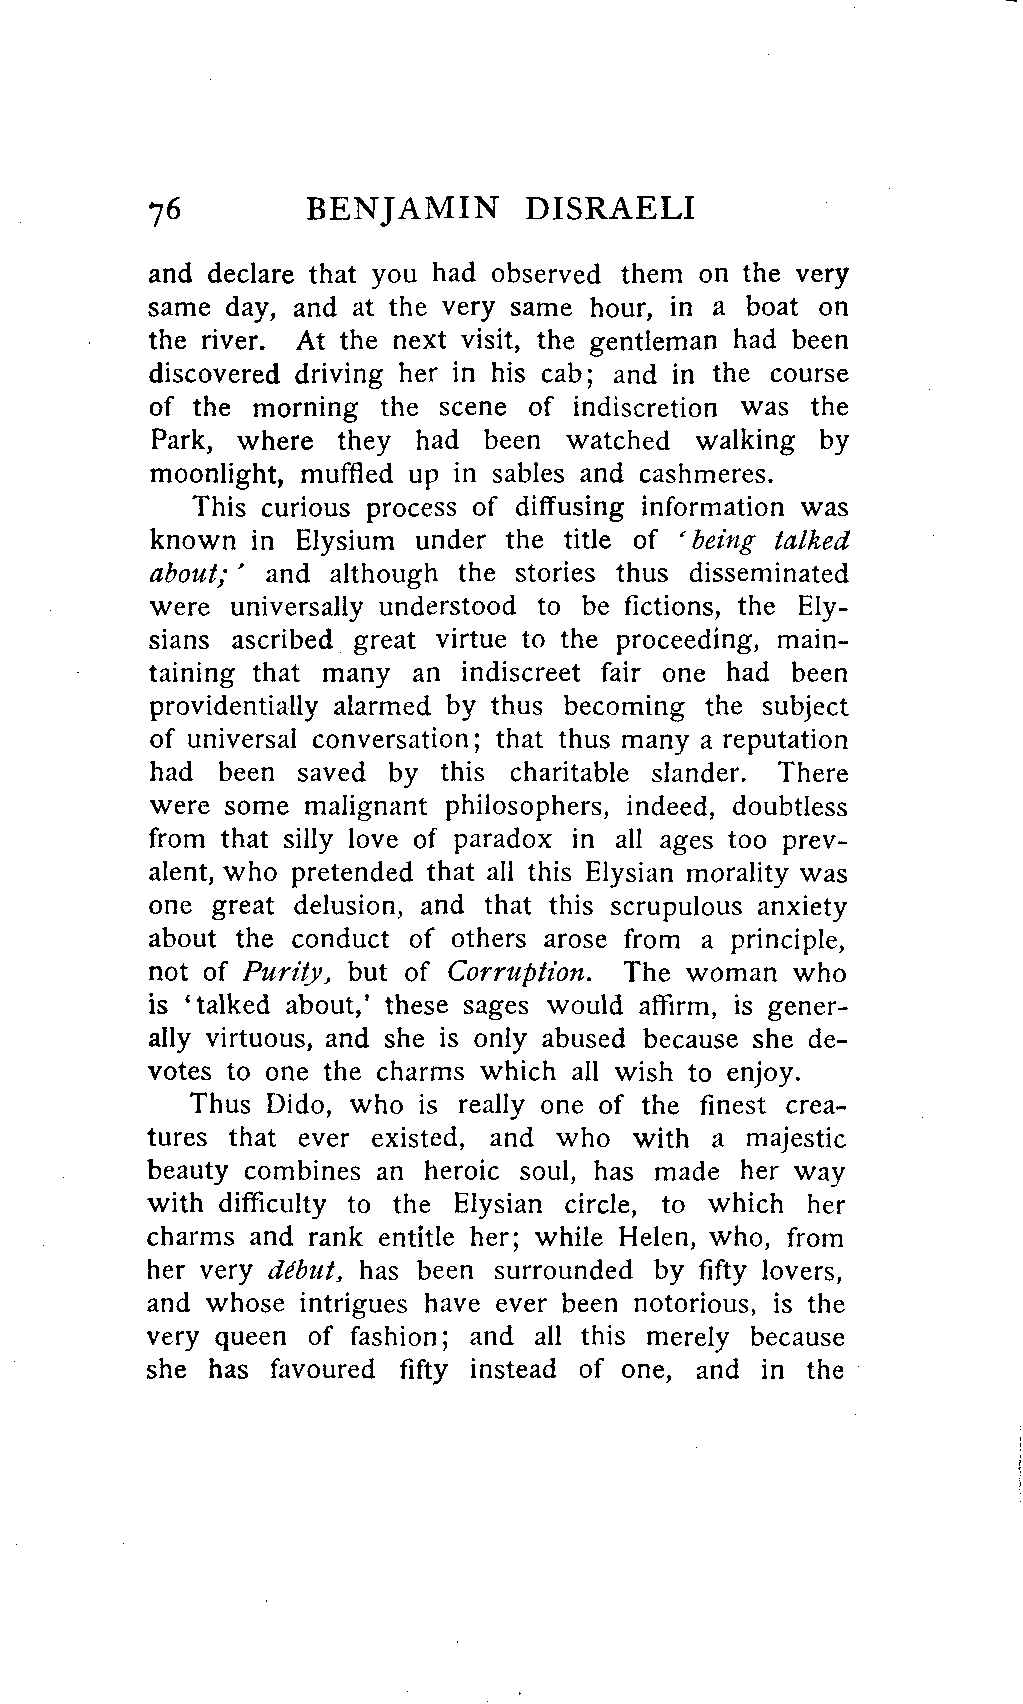 76 BENJAMIN DISRAELI
and declare that you had observed them on the very
same day, and at the very same hour, in a boat on
the river. At the next visit, the gentleman had been
discovered driving her in his cab; and in the course
of the morning the scene of indiscretion was the
Park, where they had been watched walking by
moonlight, muffled up in sables and cashmeres.
This curious process of diffusing information was
known in Elysium under the title of ‘being talked
about;’ and although the stories thus disseminated
were universally understood to be fictions, the Ely-
sians ascribed great virtue to the proceeding, main-
taining that many an indiscreet fair one had been
providentially alarmed by thus becoming the subject
of universal conversation; that thus many a reputation
had been saved by this charitable slander. There
were some malignant philosophers, indeed, doubtless
from that silly love of paradox in all ages too prev-
alent, who pretended that all this Elysian morality was
one great delusion, and that this scrupulous anxiety
about the conduct of others arose from a principle,
not of Purity, but of Corruption. The woman who
is ‘talked about,’ these sages would affirm, is gener-
ally virtuous, and she is only abused because she de-
votes to one the charms which all wish to enjoy.
Thus Dido, who is really one of the finest crea-
tures that ever existed, and who with a majestic
beauty combines an heroic soul, has made her way
with difficulty to the Elysian circle, to which her
charms and rank entitle her; while Helen, who, from
her very début, has been surrounded by fifty lovers,
and whose intrigues have ever been notorious, is the
very queen of fashion; and all this merely because
she has favoured fifty instead of one, and in the